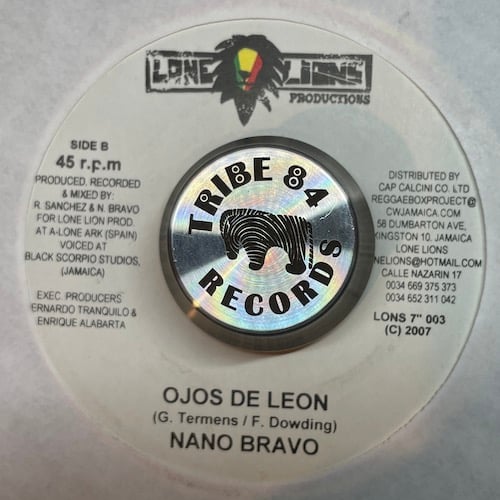 LONE LIONS
PRODUCTIONS
SIDE B
45 r.p.m
PRODUCED, RECORDED
& MIXED BY:
R. SANCHEZ & N. BRAVO
FOR LONE LION PROD.
AT A-LONE ARK (SPAIN)
VOICED AT
BLACK SCORPIO STUDIOS,
(JAMAICA)
EXEC. PRODUCERS
ERNARDO TRANQUILO &
ENRIQUE ALABARTA
TRIBE 84
RECORDS
DISTRIBUTED BY
CAP CALCINI CO. LTD
REGGAEBOXPROJECT@
CWJAMAICA.COM
58 DUMBARTON AVE,
KINGSTON 10. JAMAICA
LONE LIONS
NELIONS@HOTMAIL.COM
CALLE NAZARIN 17
0034 669 375 373
0034 652 311 042
LONS 7" 003
(C) 2007
OJOS DE LEON
(G. Termens / F. Dowding)
NANO BRAVO